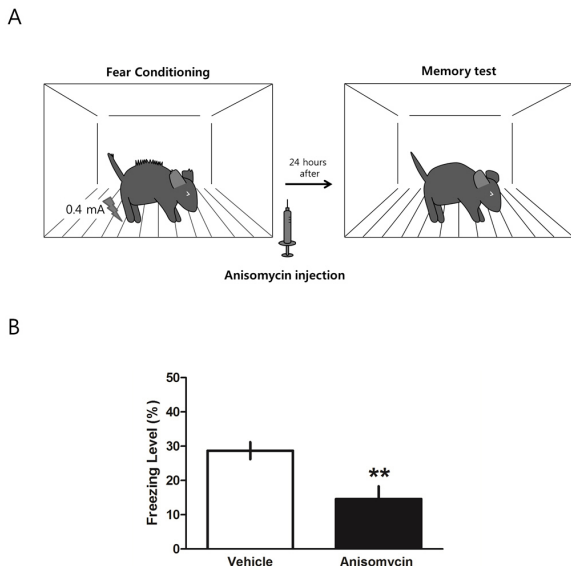 A
Fear Conditioning
Memory test
24 hours
after
0.4 mA
Anisomycin injection
B
50
40
30
20
10
0
Freezing Level (%)
**
Vehicle
Anisomycin